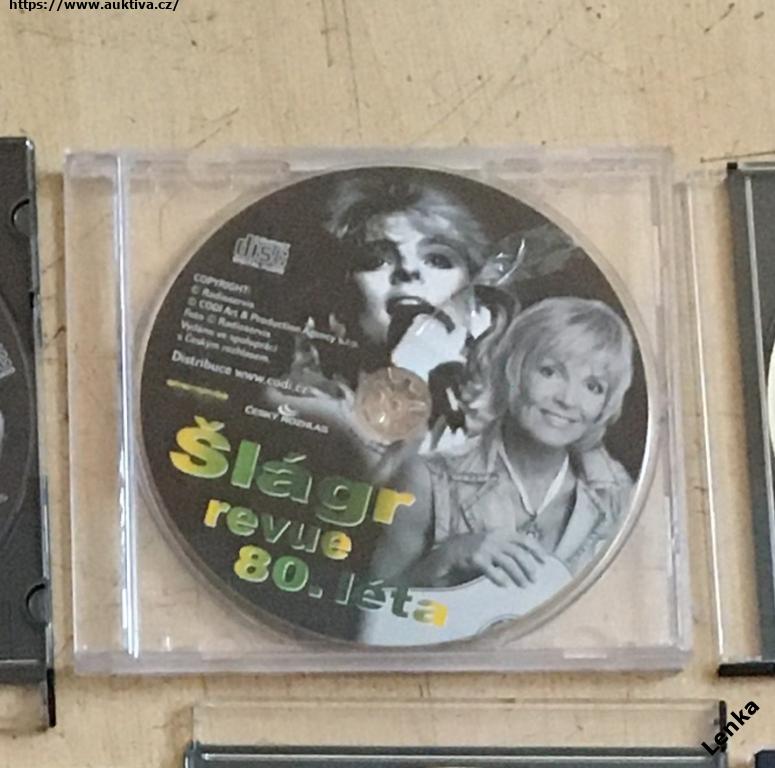 https://www.auktiva.cz/
disc
COPYRIGHT:
© Radioservis
© CODI Art & Production Agency s.r.o.
Foto © Radioservis
Vydáno ve spolupráci
s Českým rozhlasem
Distribuce www.codi.cz
ČESKÝ ROZHLAS
Šlágr
revue
80. léta
Lenka